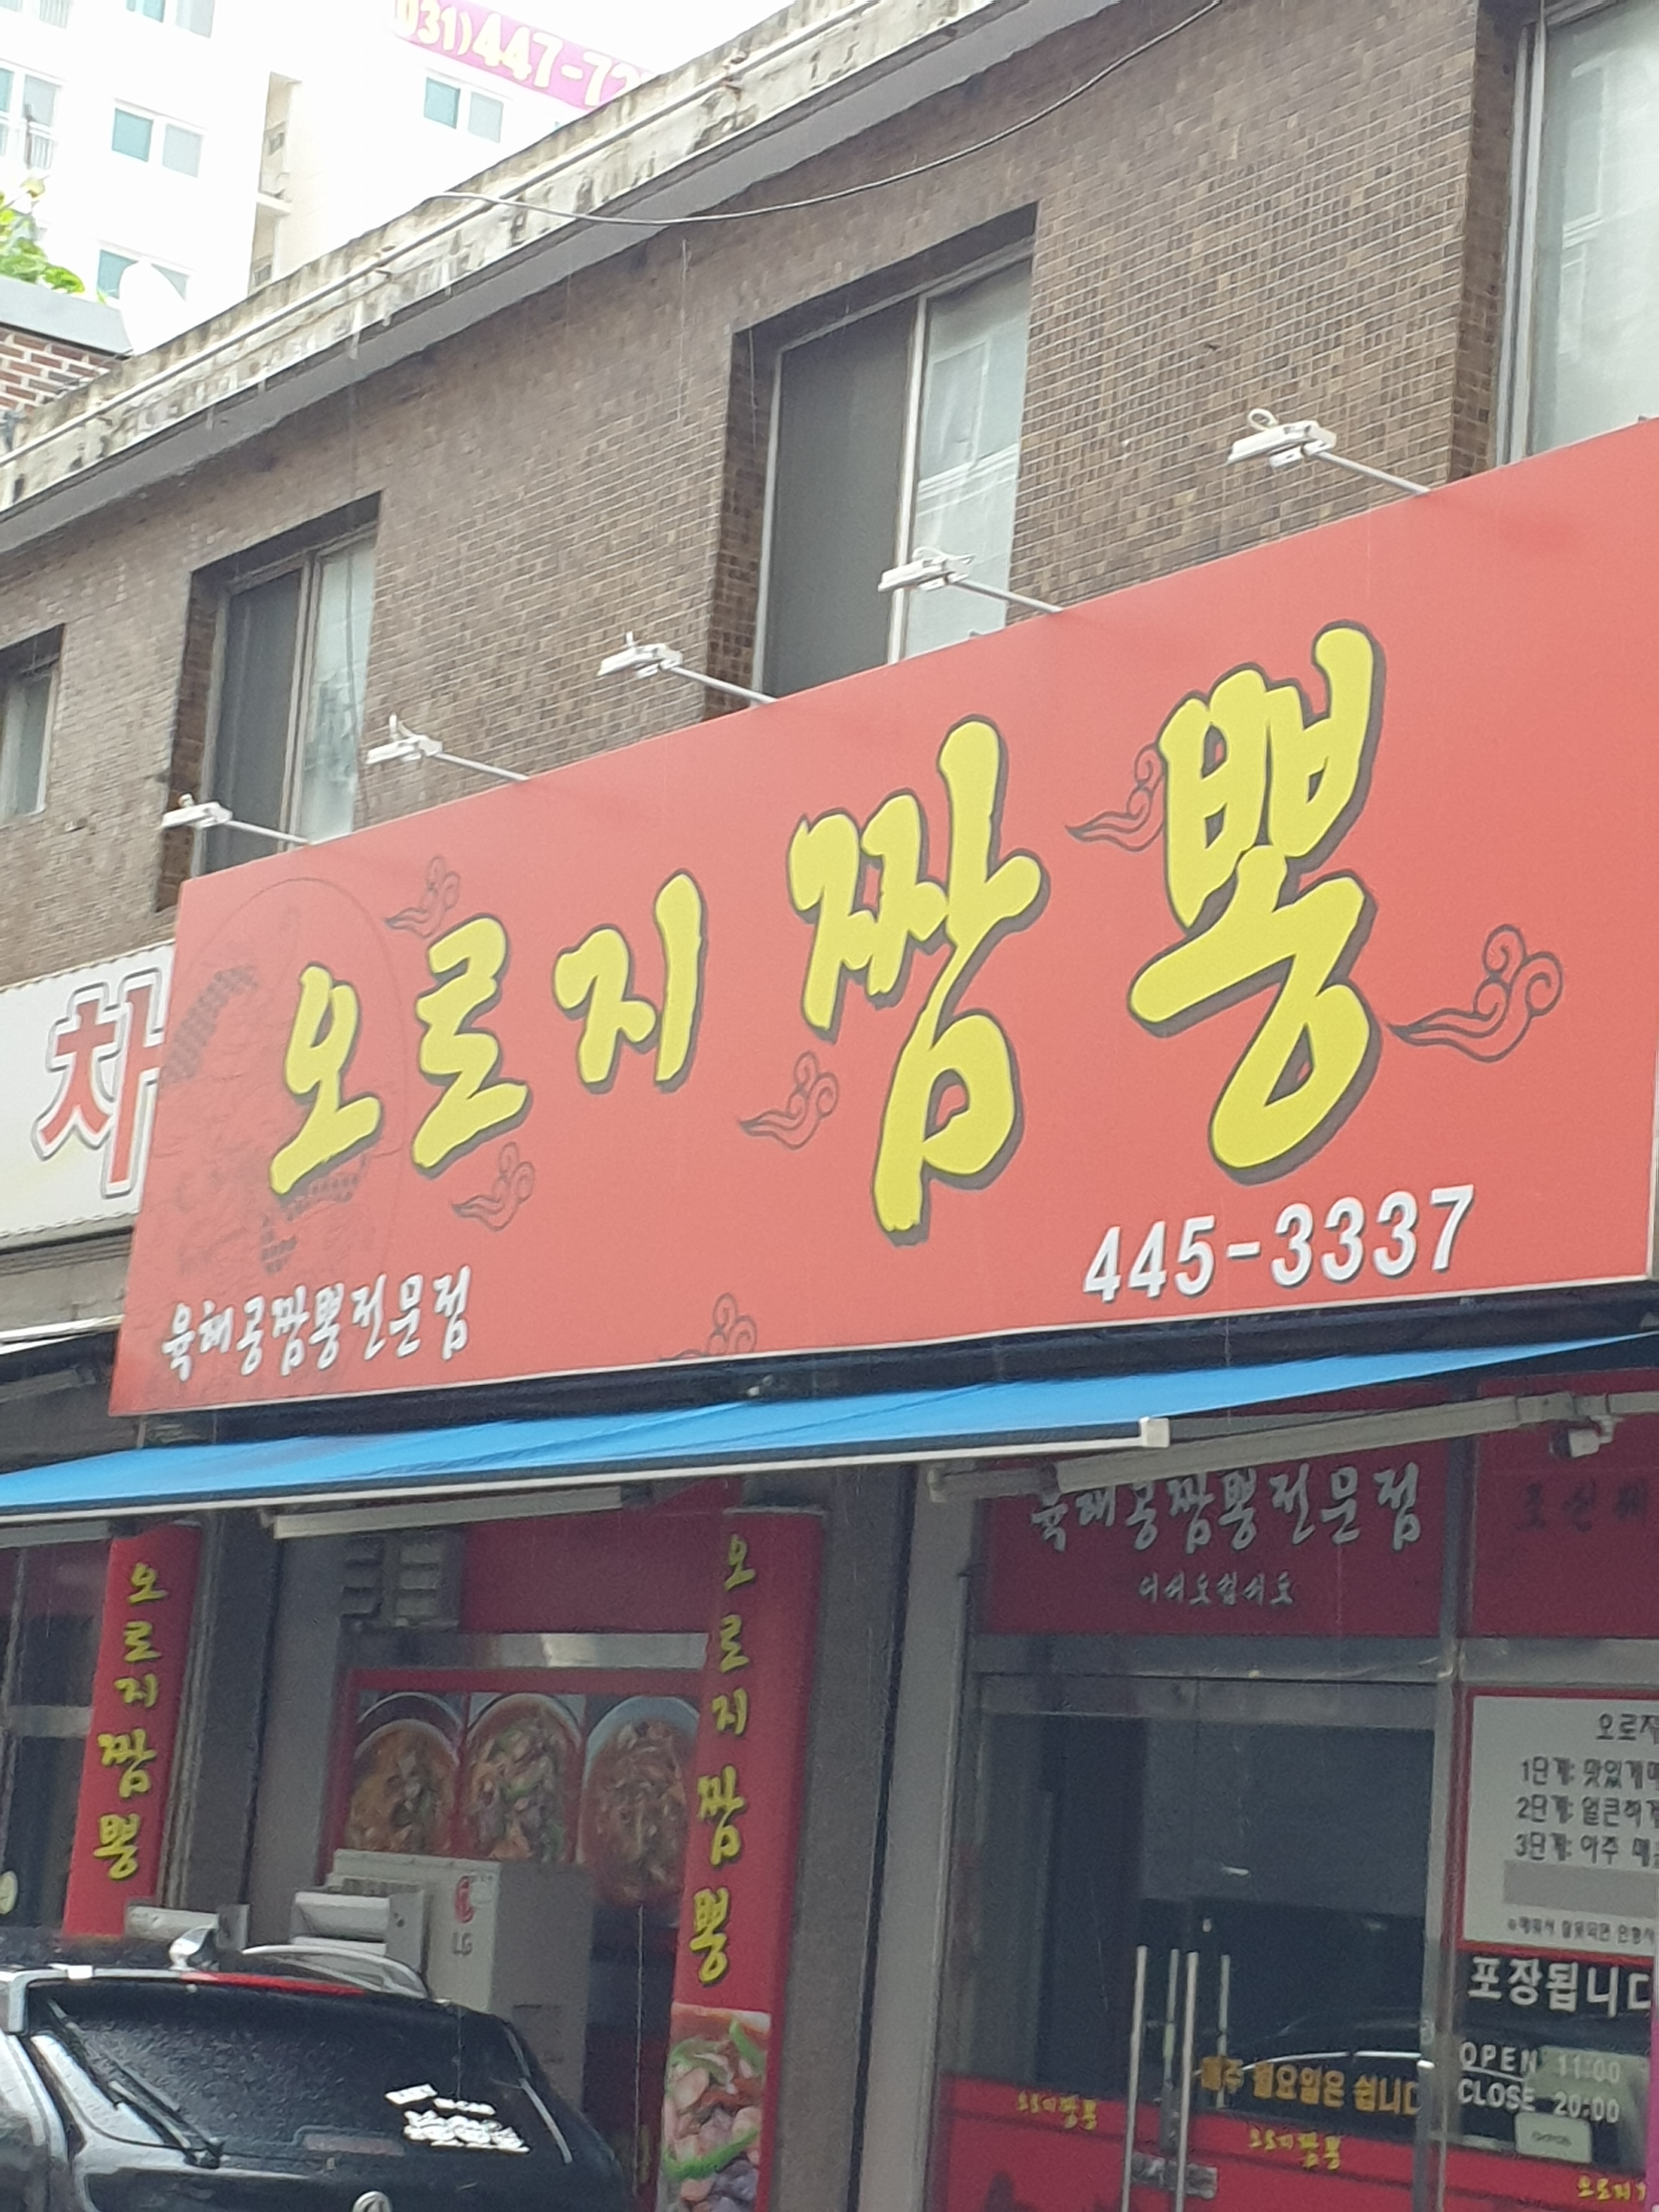 031)447-72
차
오로지 짬뽕
445-3337
육해공짬뽕전문점
육해공짬뽕전문점
어서오십시오
오로지짬뽕
오로지짬뽕
LG
오로지
1단계: 맛있게
2단계: 얼큰하게
3단계: 아주 매
포장됩니다
OPEN 11:00
CLOSE 20:00
매주 월요일은 쉽니다
오로지짬뽕
오로지짬뽕
오로지